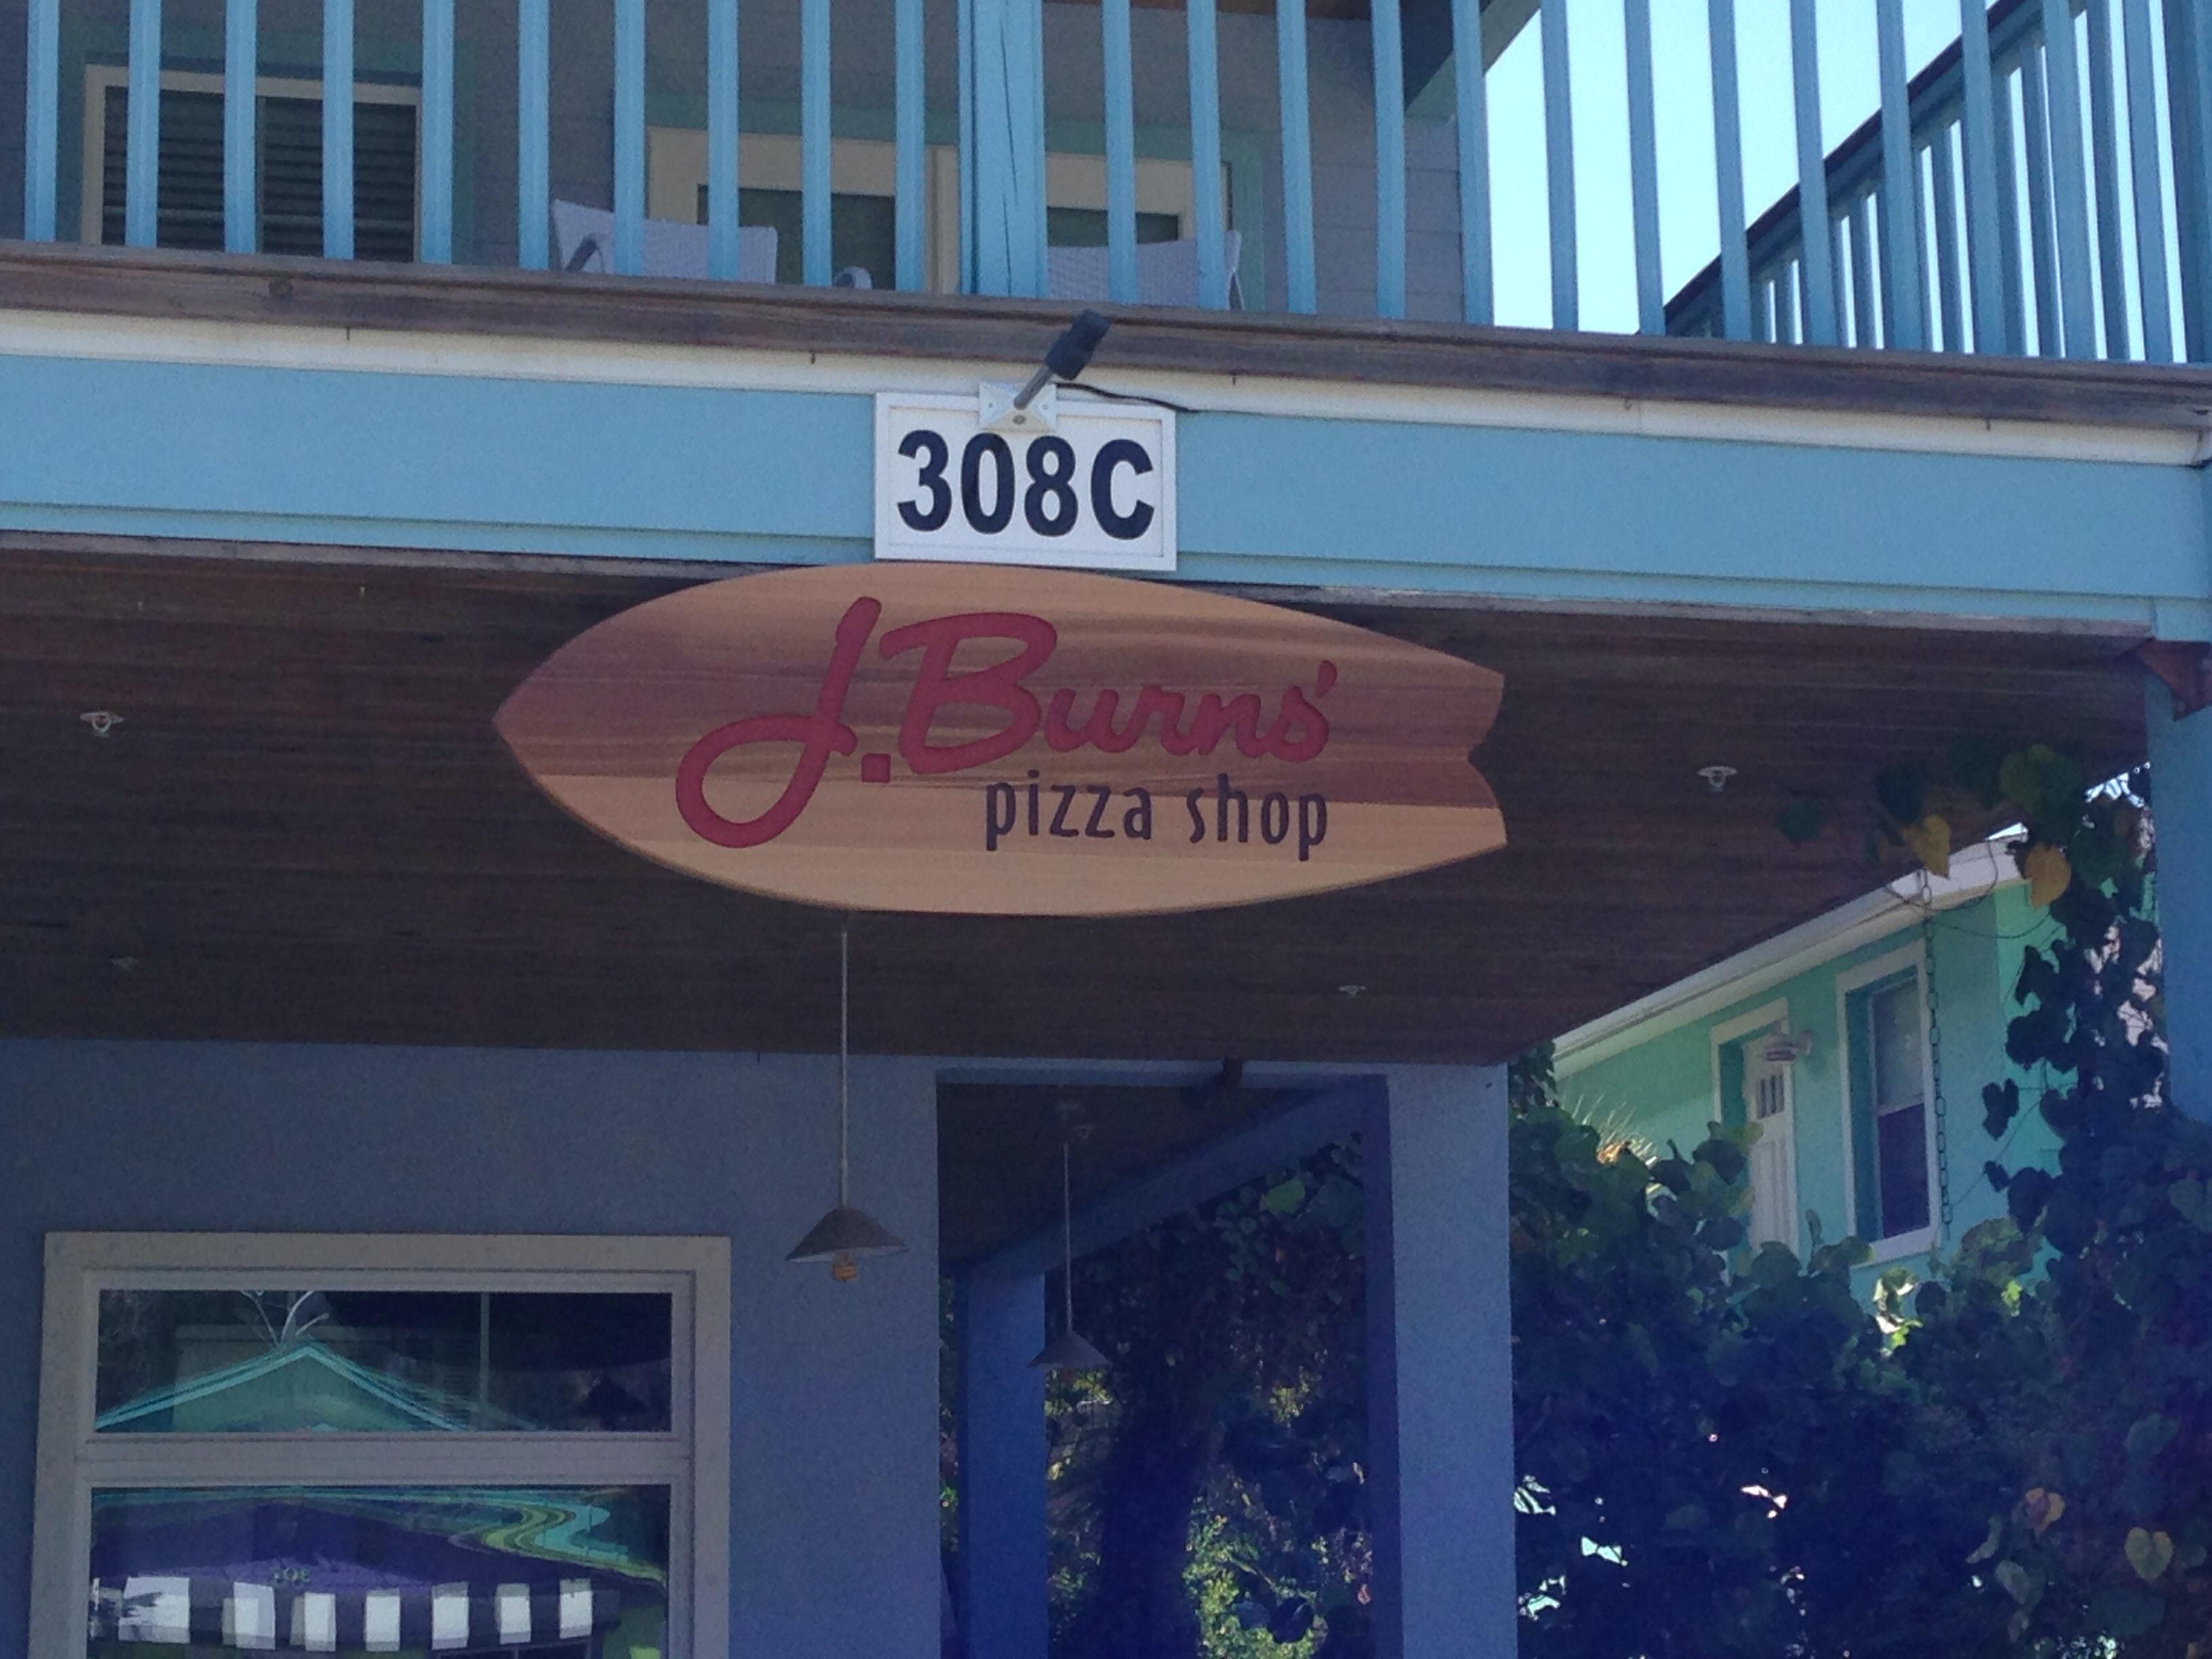 308C
J. Burns'
pizza shop